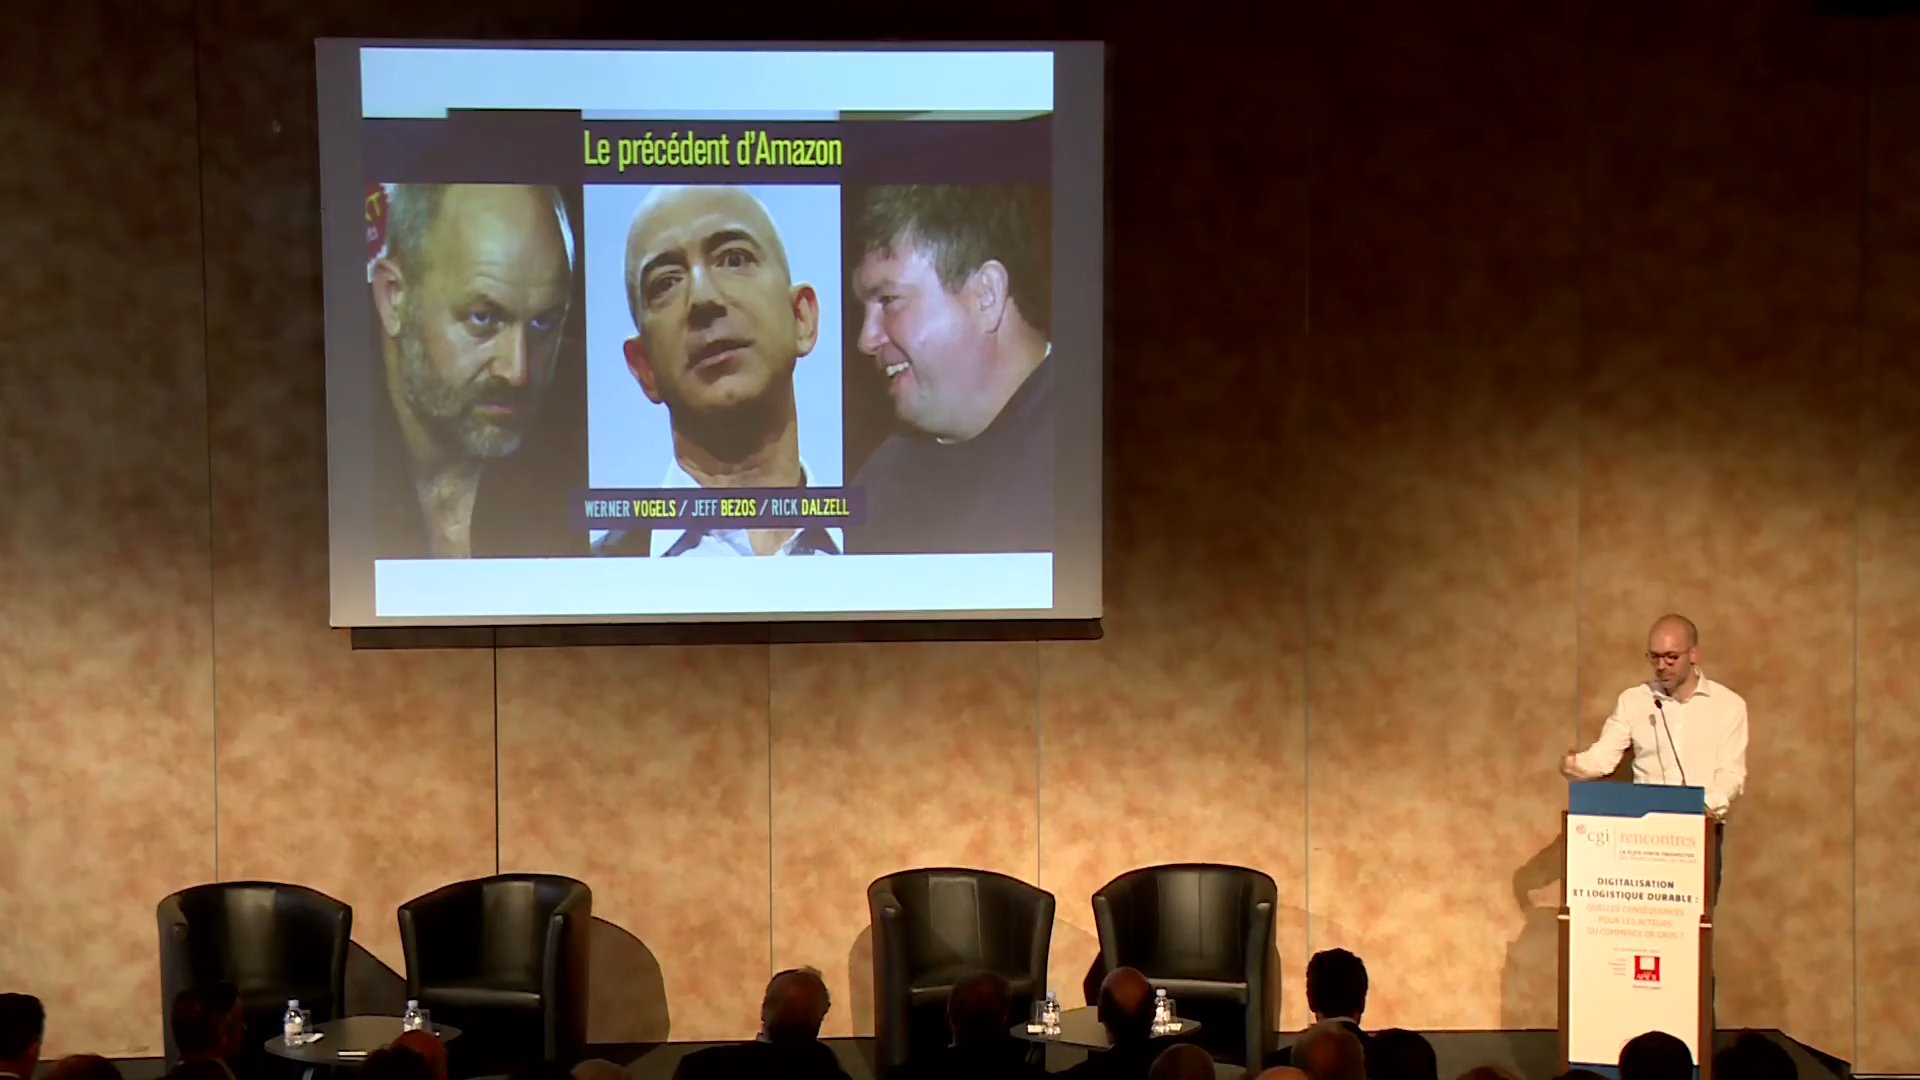 Le précédent d'Amazon
WERNER VOGELS / JEFF BEZOS / RICK DALZELL
cgi rencontres
DIGITALISATION
ET LOGISTIQUE DURABLE :
QUELLES CONSÉQUENCES
POUR LES ACTEURS
DU COMMERCE DE GROS ?